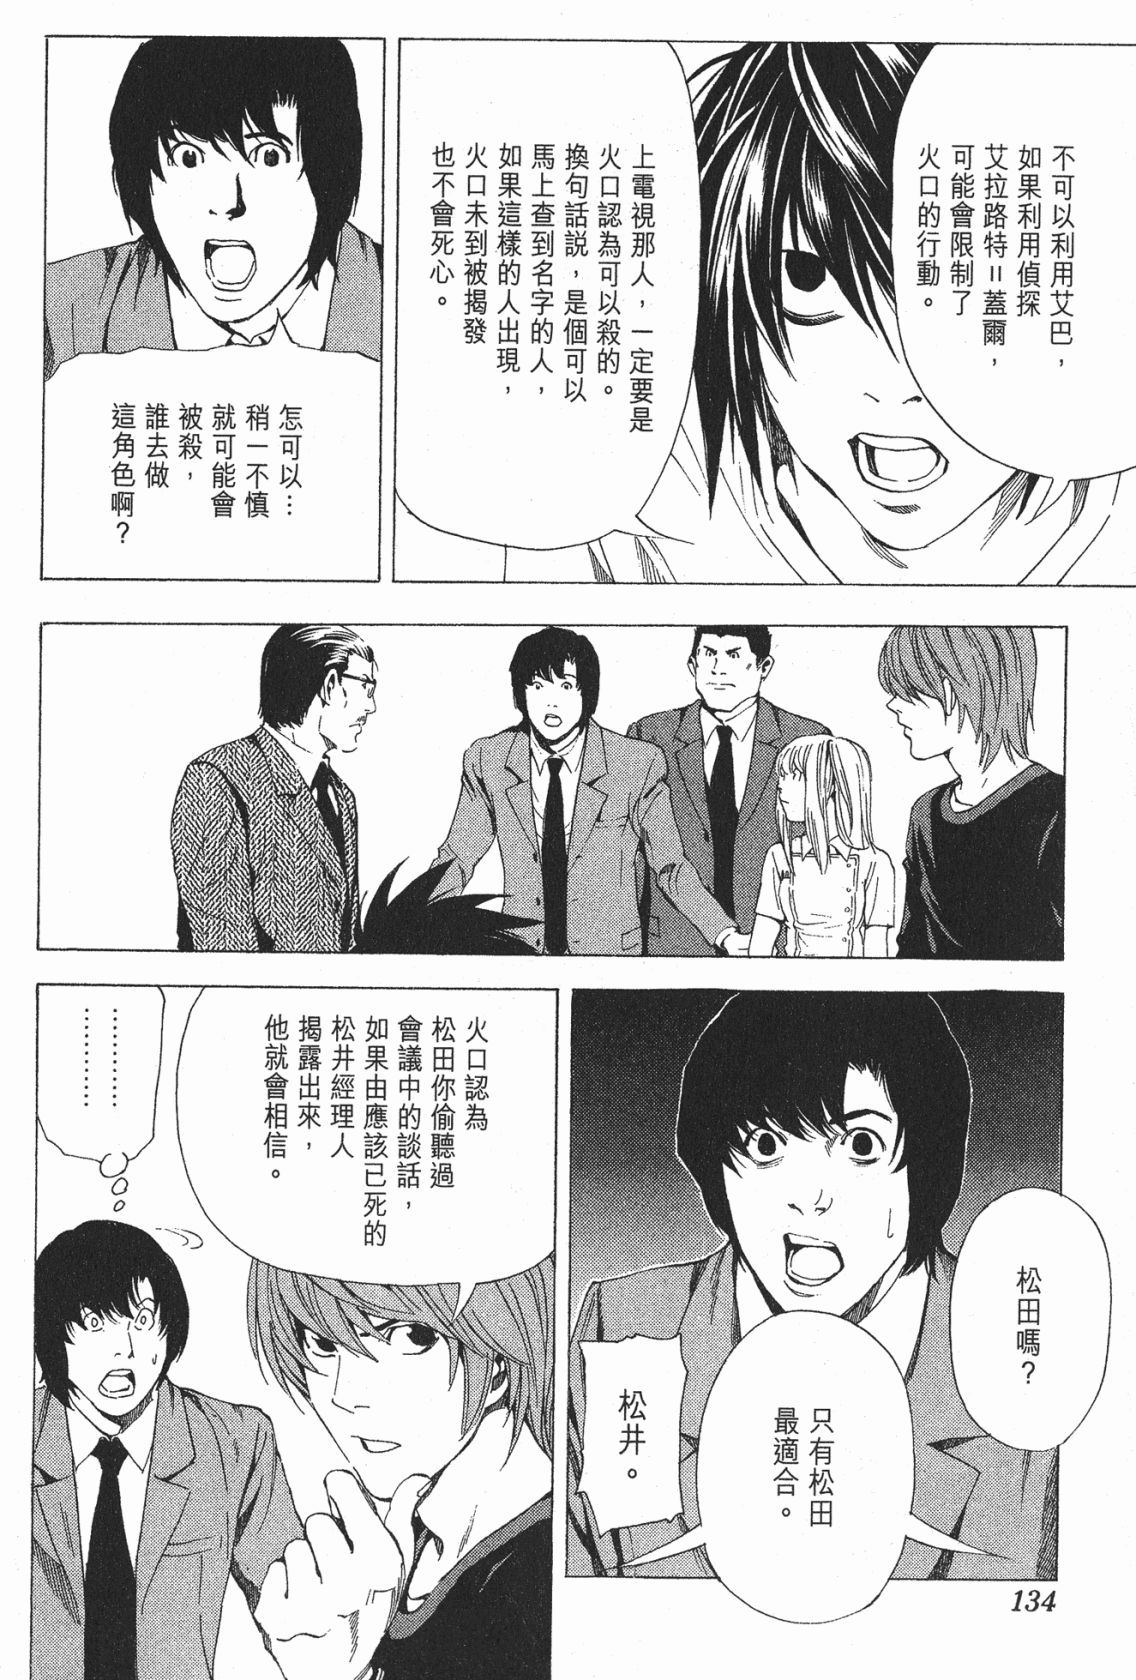 不可以利用艾巴，
如果利用偵探
艾拉路特＝蓋爾，
可能會限制了
火口的行動。
上電視那人，一定要是
火口認為可以殺的。
換句話說，是個可以
馬上查到名字的人，
如果這樣的人出現，
火口未到被揭發
也不會死心。
怎可以…
稍一不慎
就可能會
被殺，
誰去做
這角色啊？
松田嗎？
只有松田
最適合。
松井。
火口認為
松田你偷聽過
會議中的談話，
如果由應該已死的
松井經理人
揭露出來，
他就會相信。
…………
…………
134